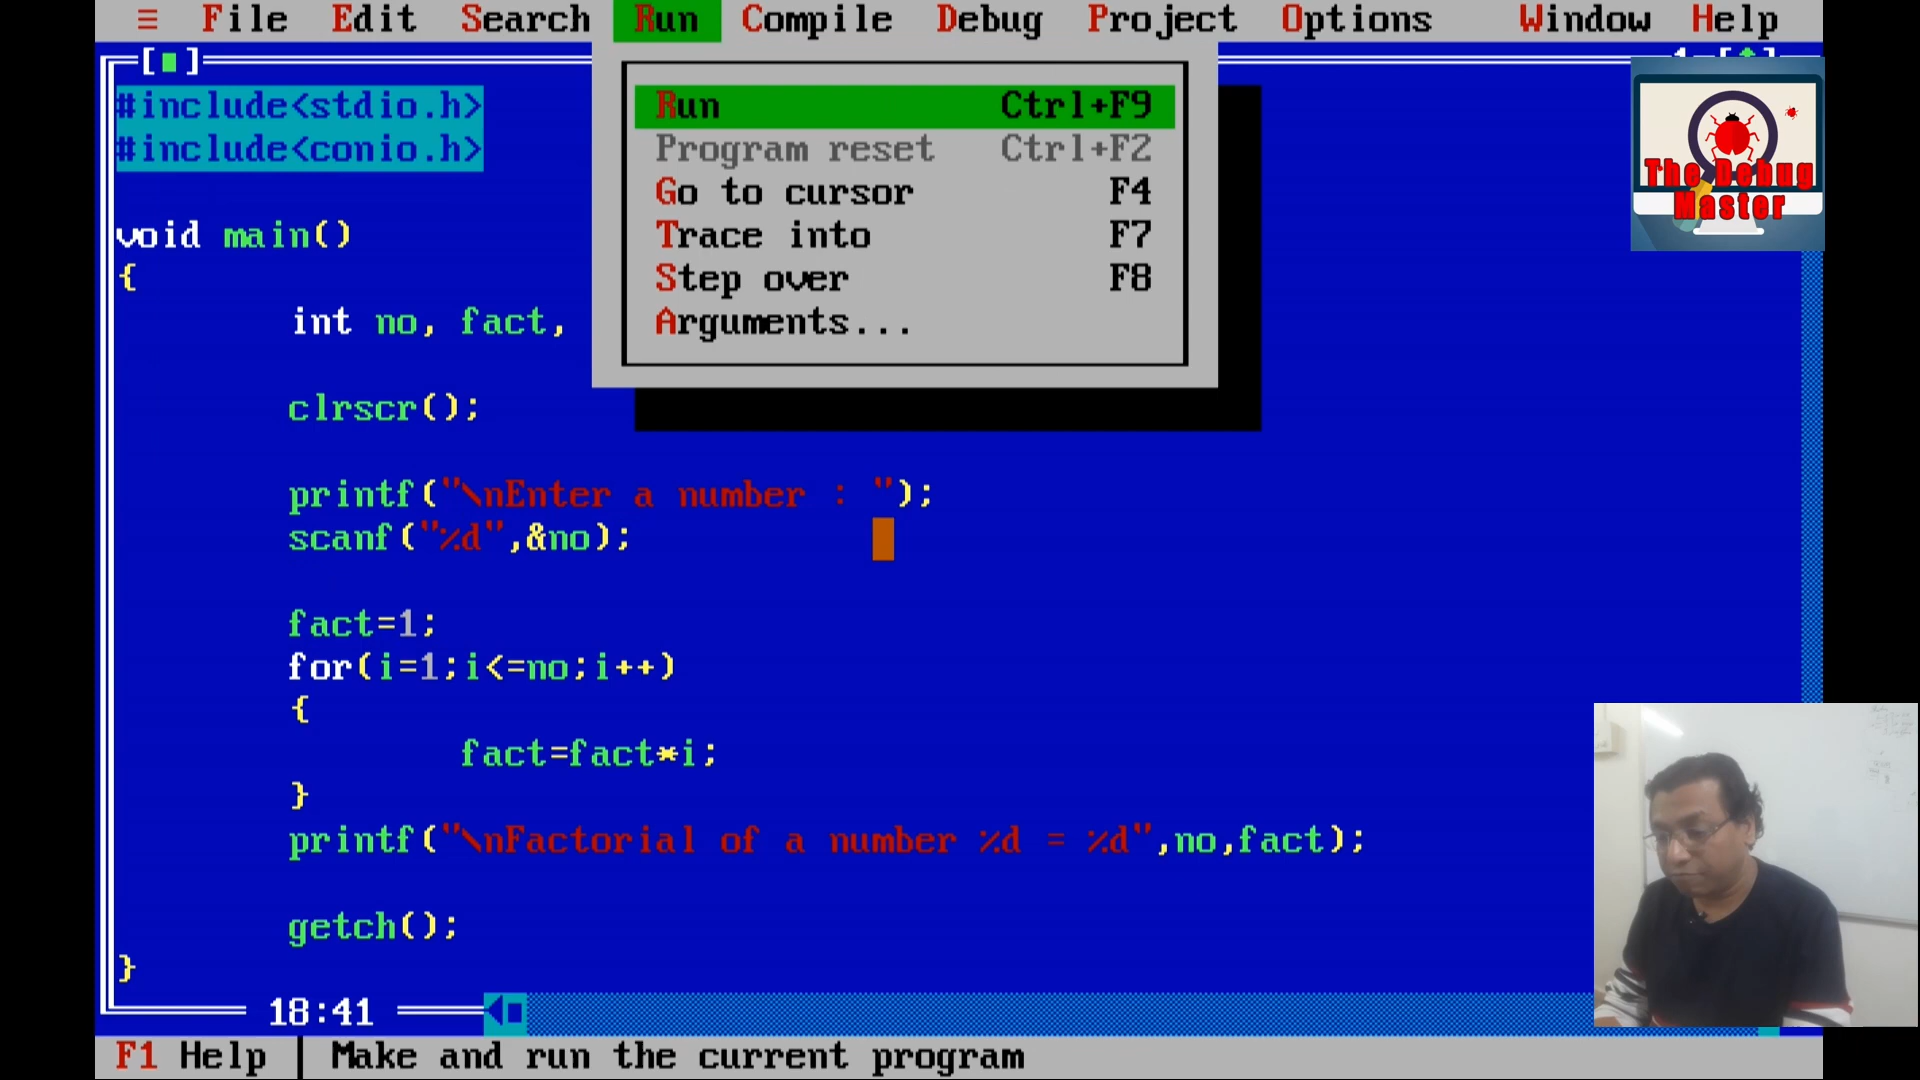 ≡ File Edit Search Run Compile Debug Project Options Window Help
[■] 1=[↑]
#include<stdio.h>
#include<conio.h>
void main()
{
int no, fact,
clrscr();
printf("\nEnter a number : ");
scanf("%d",&no);
fact=1;
for(i=1;i<=no;i++)
{
fact=fact*i;
}
printf("\nFactorial of a number %d = %d",no,fact);
getch();
}
Run Ctrl+F9
Program reset Ctrl+F2
Go to cursor F4
Trace into F7
Step over F8
Arguments...
The Debug
Master
18:41
F1 Help | Make and run the current program